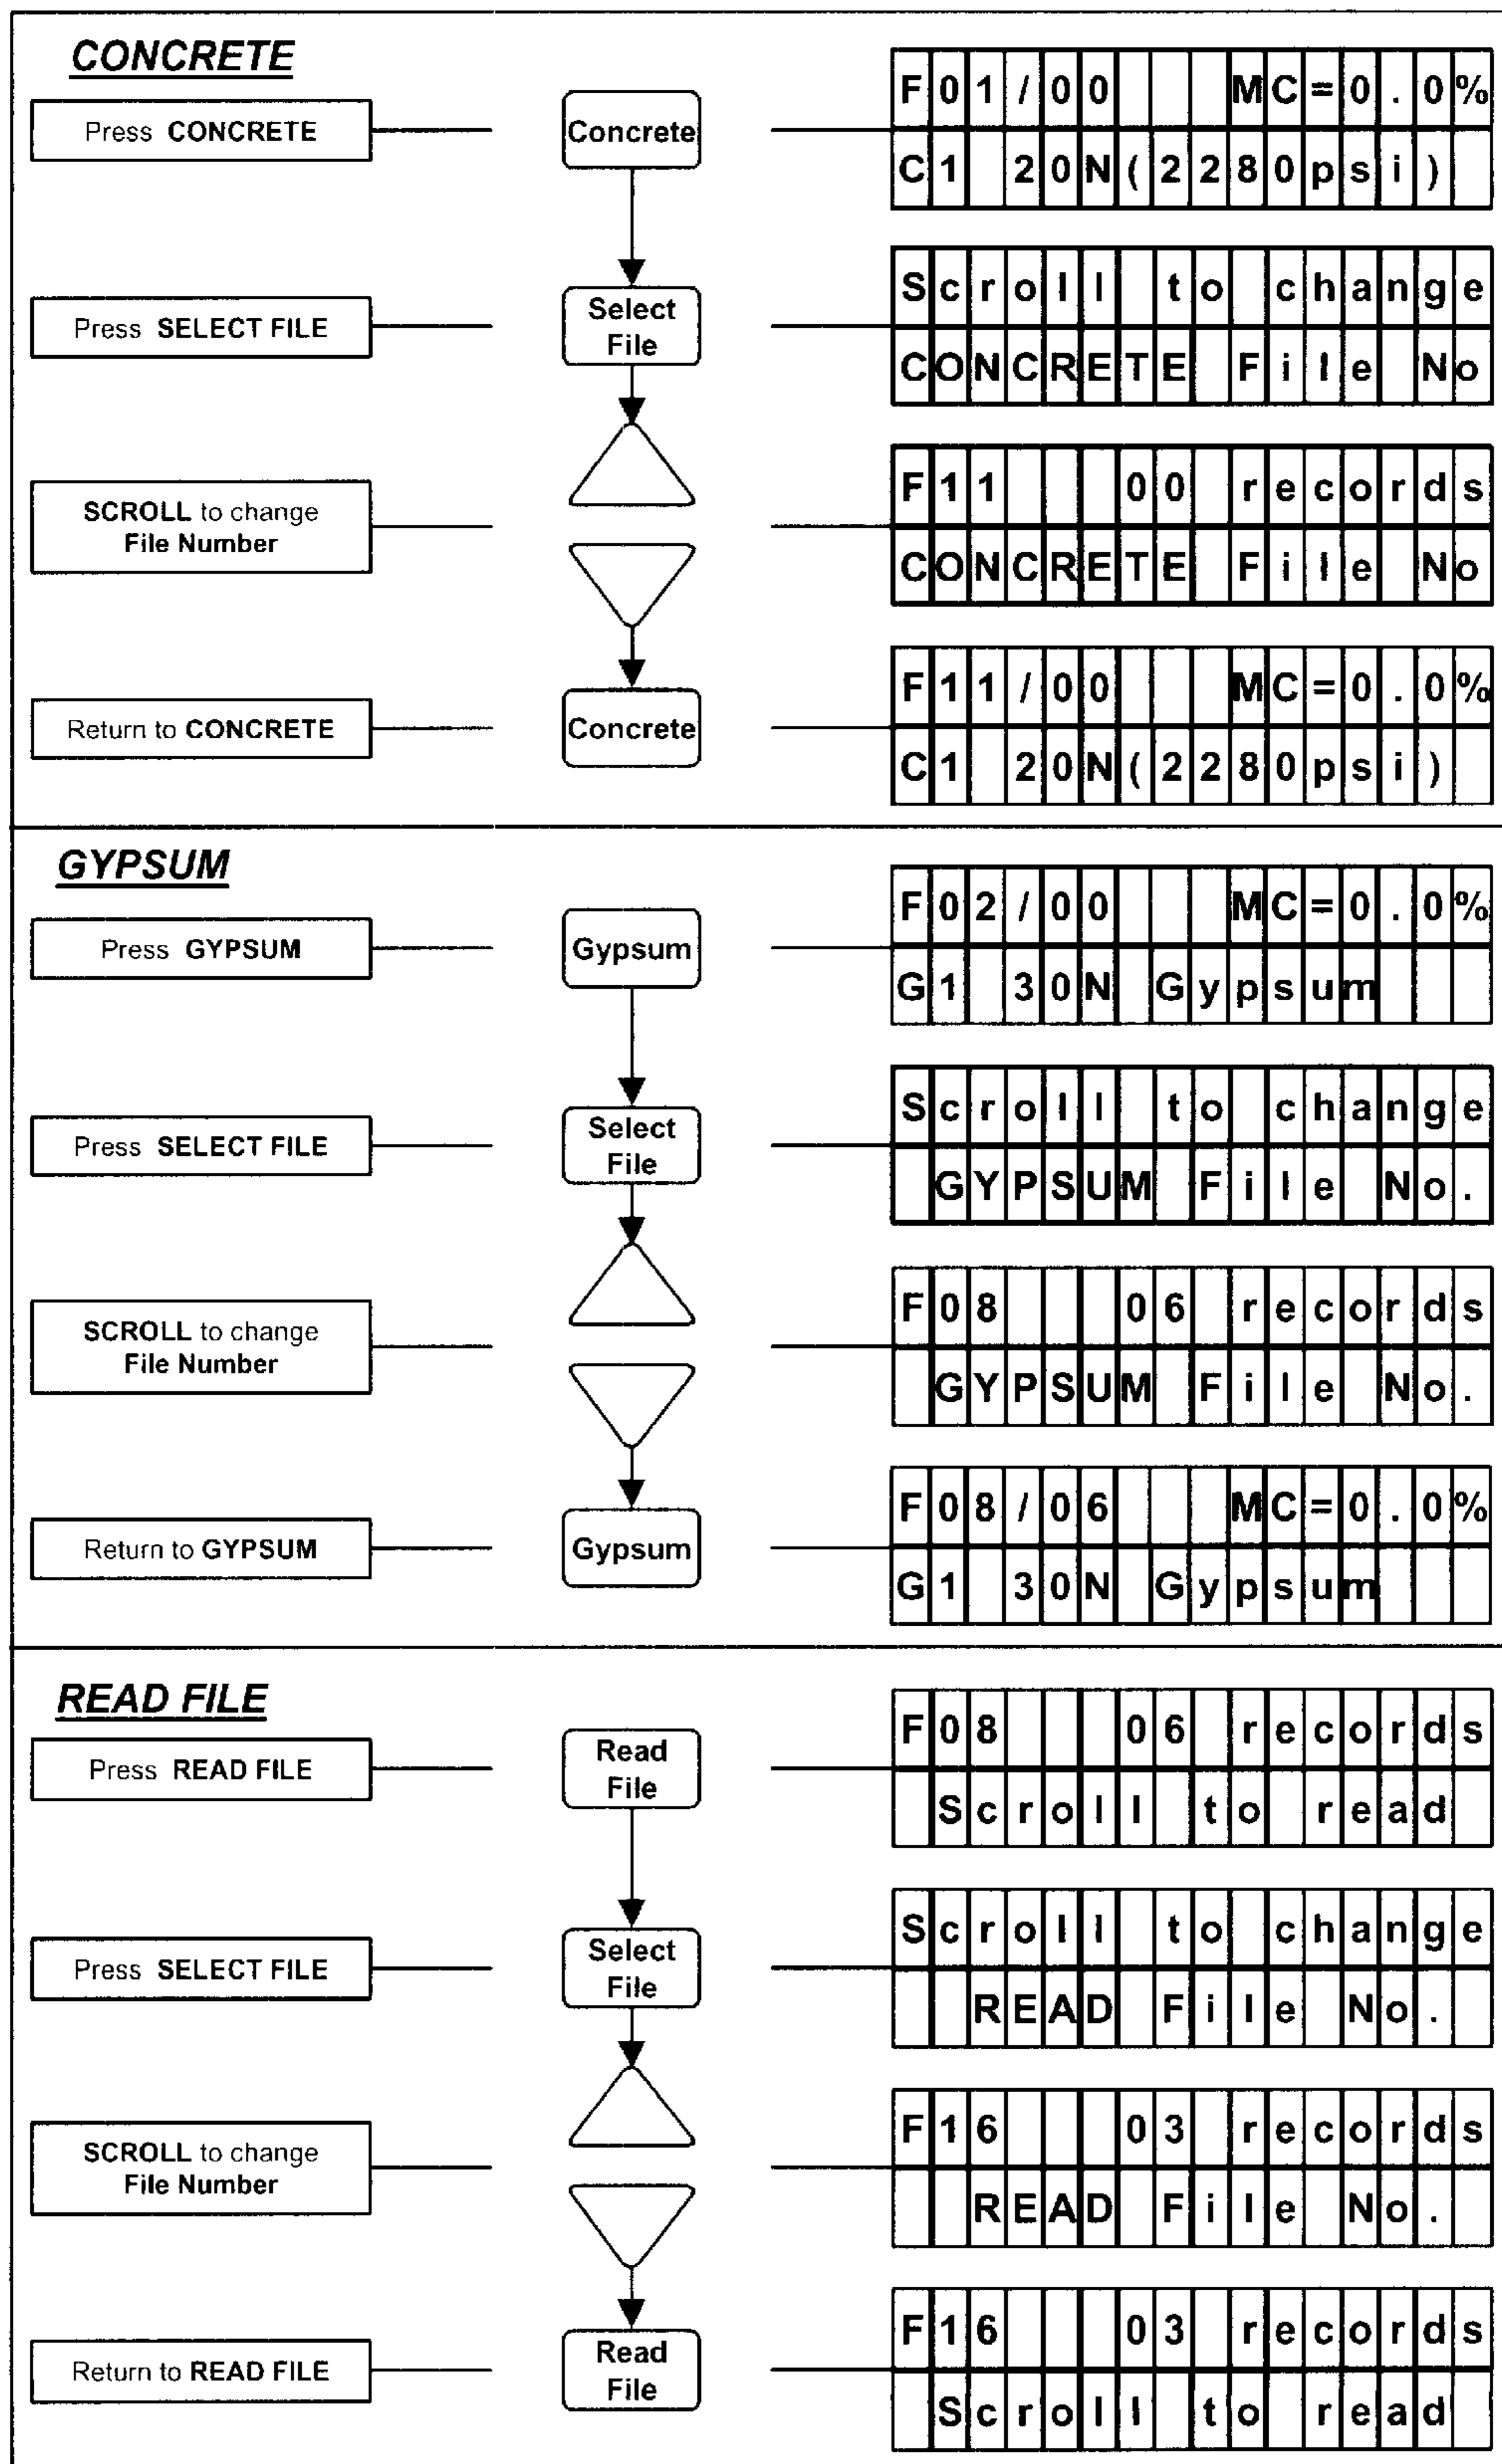 CONCRETE
Press CONCRETE
Concrete
F01/00 MC=0.0%
C1 20N(2280psi)
Press SELECT FILE
Select
File
Scroll to change
CONCRETE File No
SCROLL to change
File Number
F11 00 records
CONCRETE File No
Return to CONCRETE
Concrete
F11/00 MC=0.0%
C1 20N(2280psi)
GYPSUM
Press GYPSUM
Gypsum
F02/00 MC=0.0%
G1 30N Gypsum
Press SELECT FILE
Select
File
Scroll to change
GYPSUM File No.
SCROLL to change
File Number
F08 06 records
GYPSUM File No.
Return to GYPSUM
Gypsum
F08/06 MC=0.0%
G1 30N Gypsum
READ FILE
Press READ FILE
Read
File
F08 06 records
Scroll to read
Press SELECT FILE
Select
File
Scroll to change
READ File No.
SCROLL to change
File Number
F16 03 records
READ File No.
Return to READ FILE
Read
File
F16 03 records
Scroll to read